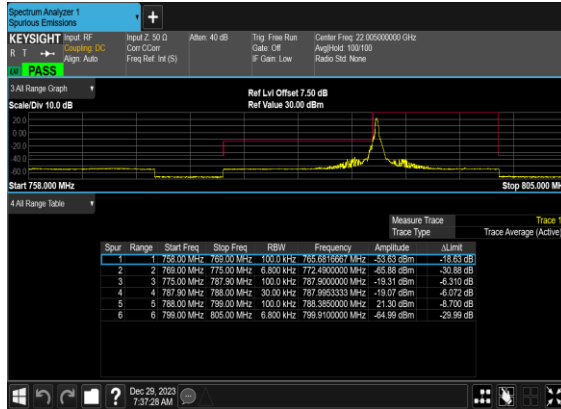 Spectrum Analyzer 1
Spurious Emissions
KEYSIGHT Input: RF Input Z: 50 Ω Atten: 40 dB Trig: Free Run Center Freq: 22.005000000 GHz
R T Coupling: DC Corr CCorr Gate: Off Avg|Hold: 100/100
Align: Auto Freq Ref: Int (S) IF Gain: Low Radio Std: None
PASS
3 All Range Graph
Ref Lvl Offset 7.50 dB
Scale/Div 10.0 dB Ref Value 30.00 dBm
20.0
0.00
-20.0
-40.0
-60.0
Start 758.000 MHz Stop 805.000 MH
4 All Range Table
Measure Trace Trace 1
Trace Type Trace Average (Active)
Spur Range Start Freq Stop Freq RBW Frequency Amplitude ΔLimit
1 1 758.00 MHz 769.00 MHz 100.0 kHz 765.6816667 MHz -53.63 dBm -18.63 dB
2 2 769.00 MHz 775.00 MHz 6.800 kHz 772.4900000 MHz -65.88 dBm -30.88 dB
3 3 775.00 MHz 787.90 MHz 100.0 kHz 787.9000000 MHz -19.31 dBm -6.310 dB
4 4 787.90 MHz 788.00 MHz 30.00 kHz 787.9953333 MHz -19.07 dBm -6.072 dB
5 5 788.00 MHz 799.00 MHz 100.0 kHz 788.3850000 MHz 21.30 dBm -8.700 dB
6 6 799.00 MHz 805.00 MHz 6.800 kHz 799.9100000 MHz -64.99 dBm -29.99 dB
? Dec 29, 2023
7:37:28 AM